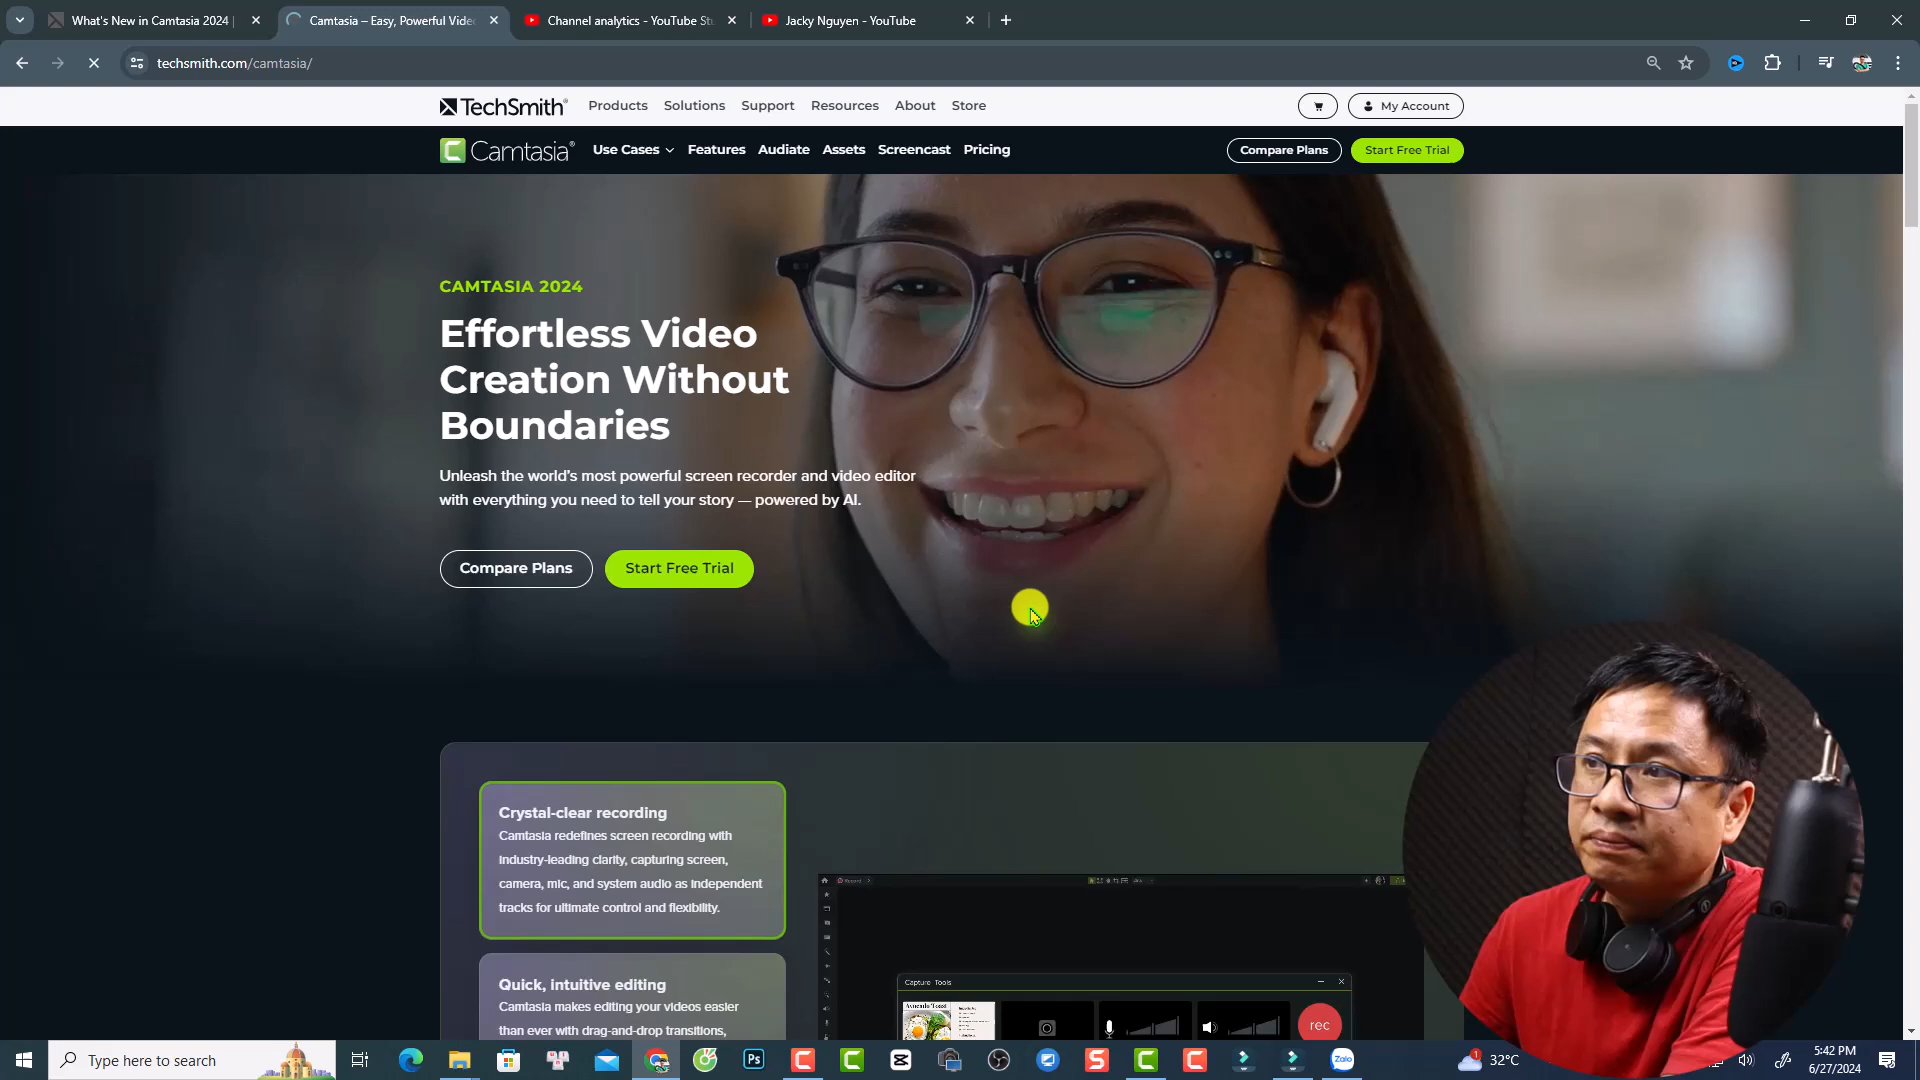 What's New in Camtasia 2024 |
Camtasia – Easy, Powerful Vide
Channel analytics - YouTube Stu
Jacky Nguyen - YouTube
techsmith.com/camtasia/
TechSmith®
Products Solutions Support Resources About Store
My Account
Camtasia®
Use Cases Features Audiate Assets Screencast Pricing
Compare Plans
Start Free Trial
CAMTASIA 2024
Effortless Video
Creation Without
Boundaries
Unleash the world's most powerful screen recorder and video editor
with everything you need to tell your story — powered by AI.
Compare Plans
Start Free Trial
Crystal-clear recording
Camtasia redefines screen recording with
industry-leading clarity, capturing screen,
camera, mic, and system audio as independent
tracks for ultimate control and flexibility.
Quick, intuitive editing
Camtasia makes editing your videos easier
than ever with drag-and-drop transitions,
Capture Tools
Avocado Toast
rec
Type here to search
Ps
Zalo
1
32°C
5:42 PM
6/27/2024